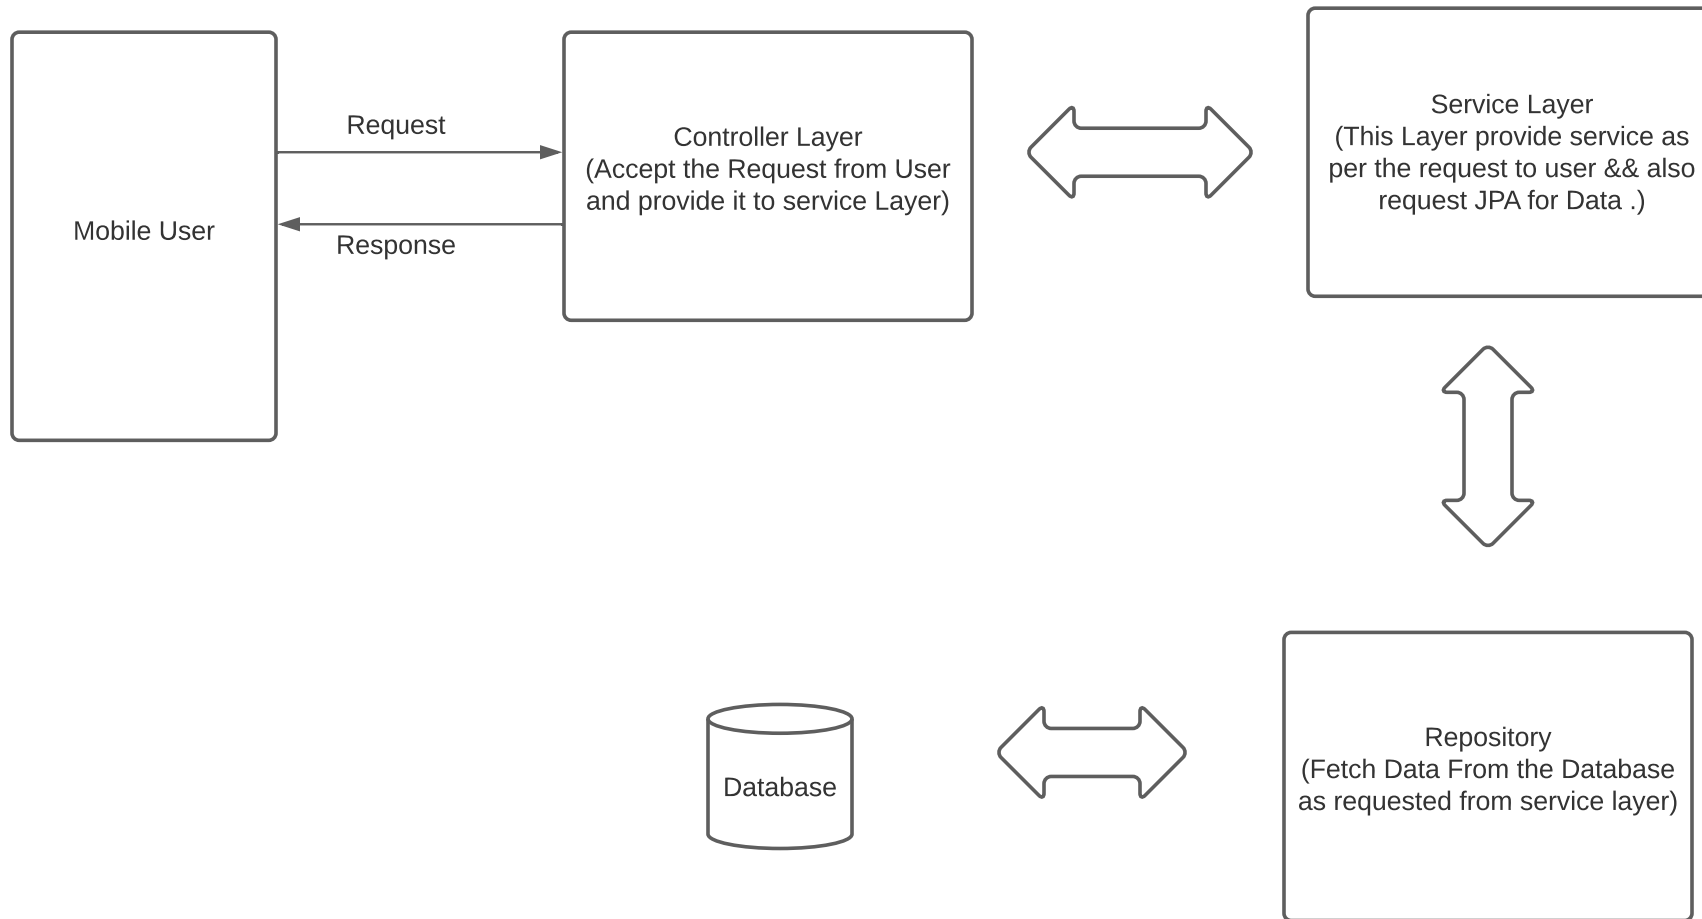 Mobile User
Request
Response
Controller Layer
(Accept the Request from User
and provide it to service Layer)
Service Layer
(This Layer provide service as
per the request to user && also
request JPA for Data .)
Database
Repository
(Fetch Data From the Database
as requested from service layer)